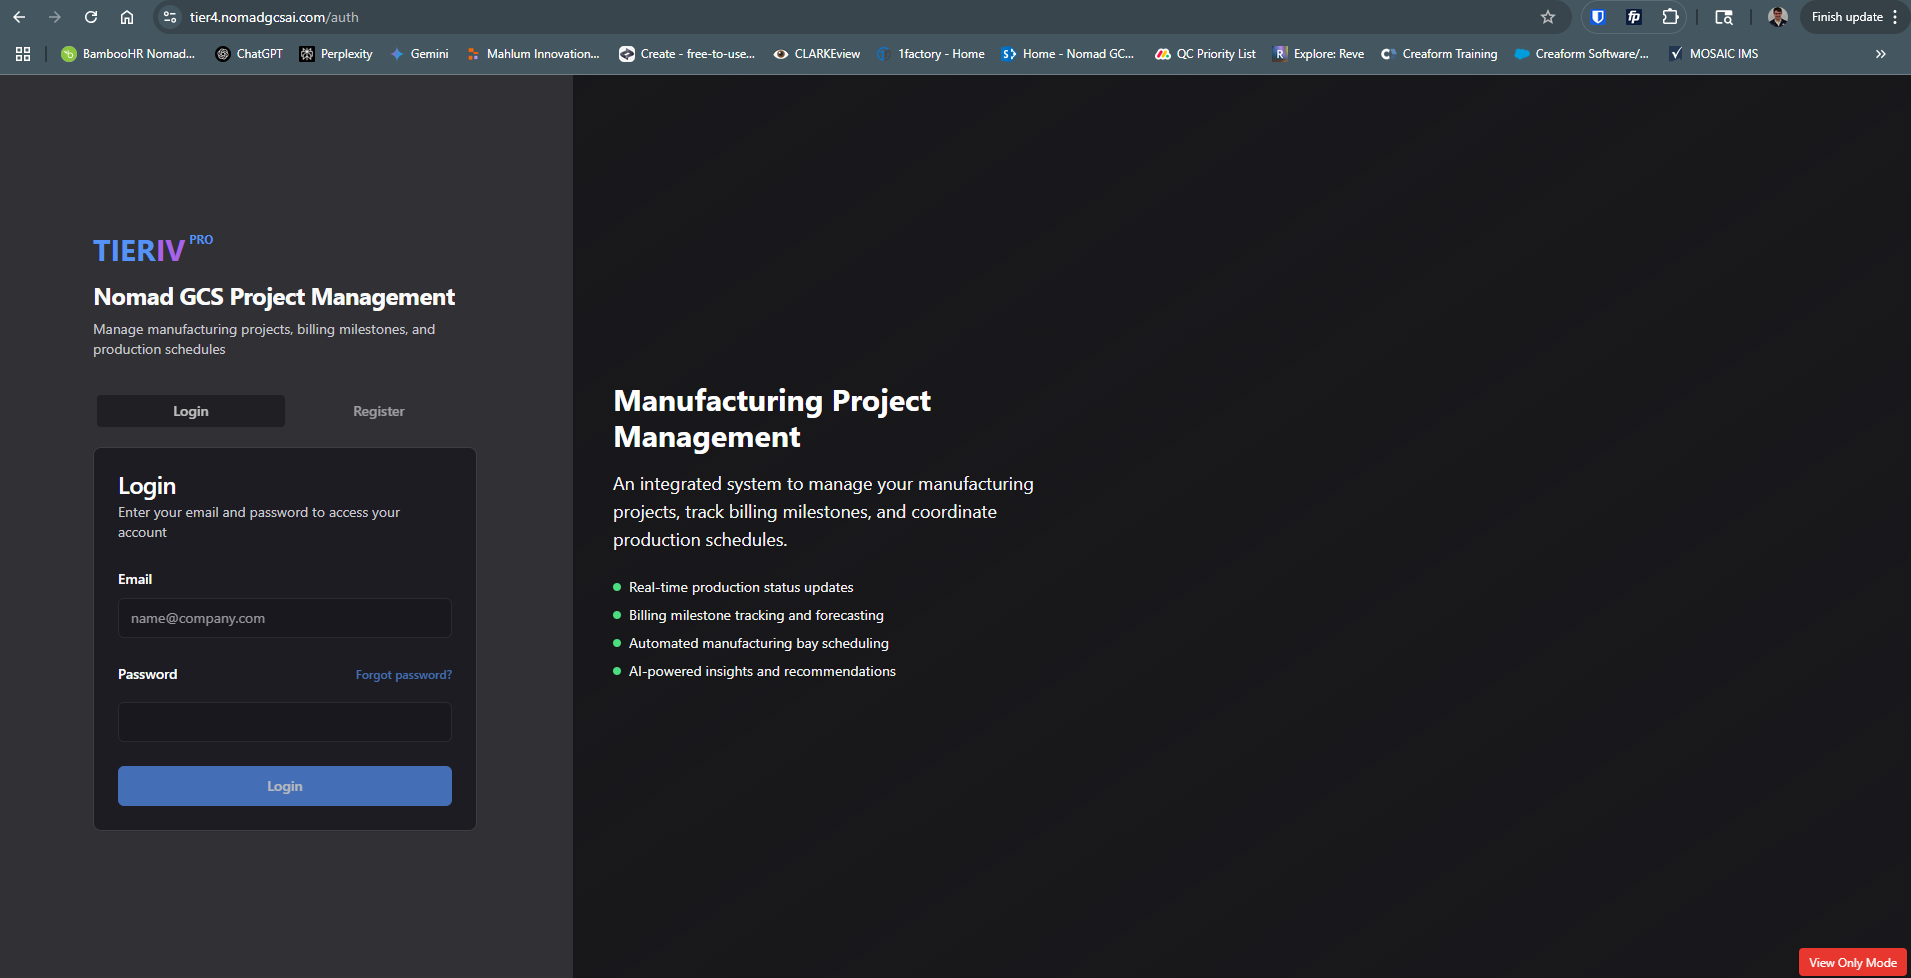 tier4.nomadgcsai.com/auth
Finish update
BambooHR Nomad...
ChatGPT
Perplexity
Gemini
Mahlum Innovation...
Create - free-to-use...
CLARKEview
1factory - Home
Home - Nomad GC...
QC Priority List
Explore: Reve
Creaform Training
Creaform Software/...
MOSAIC IMS
TIERIV PRO
Nomad GCS Project Management
Manage manufacturing projects, billing milestones, and
production schedules
Login
Register
Login
Enter your email and password to access your
account
Email
name@company.com
Password
Forgot password?
Login
Manufacturing Project
Management
An integrated system to manage your manufacturing
projects, track billing milestones, and coordinate
production schedules.
Real-time production status updates
Billing milestone tracking and forecasting
Automated manufacturing bay scheduling
AI-powered insights and recommendations
View Only Mode